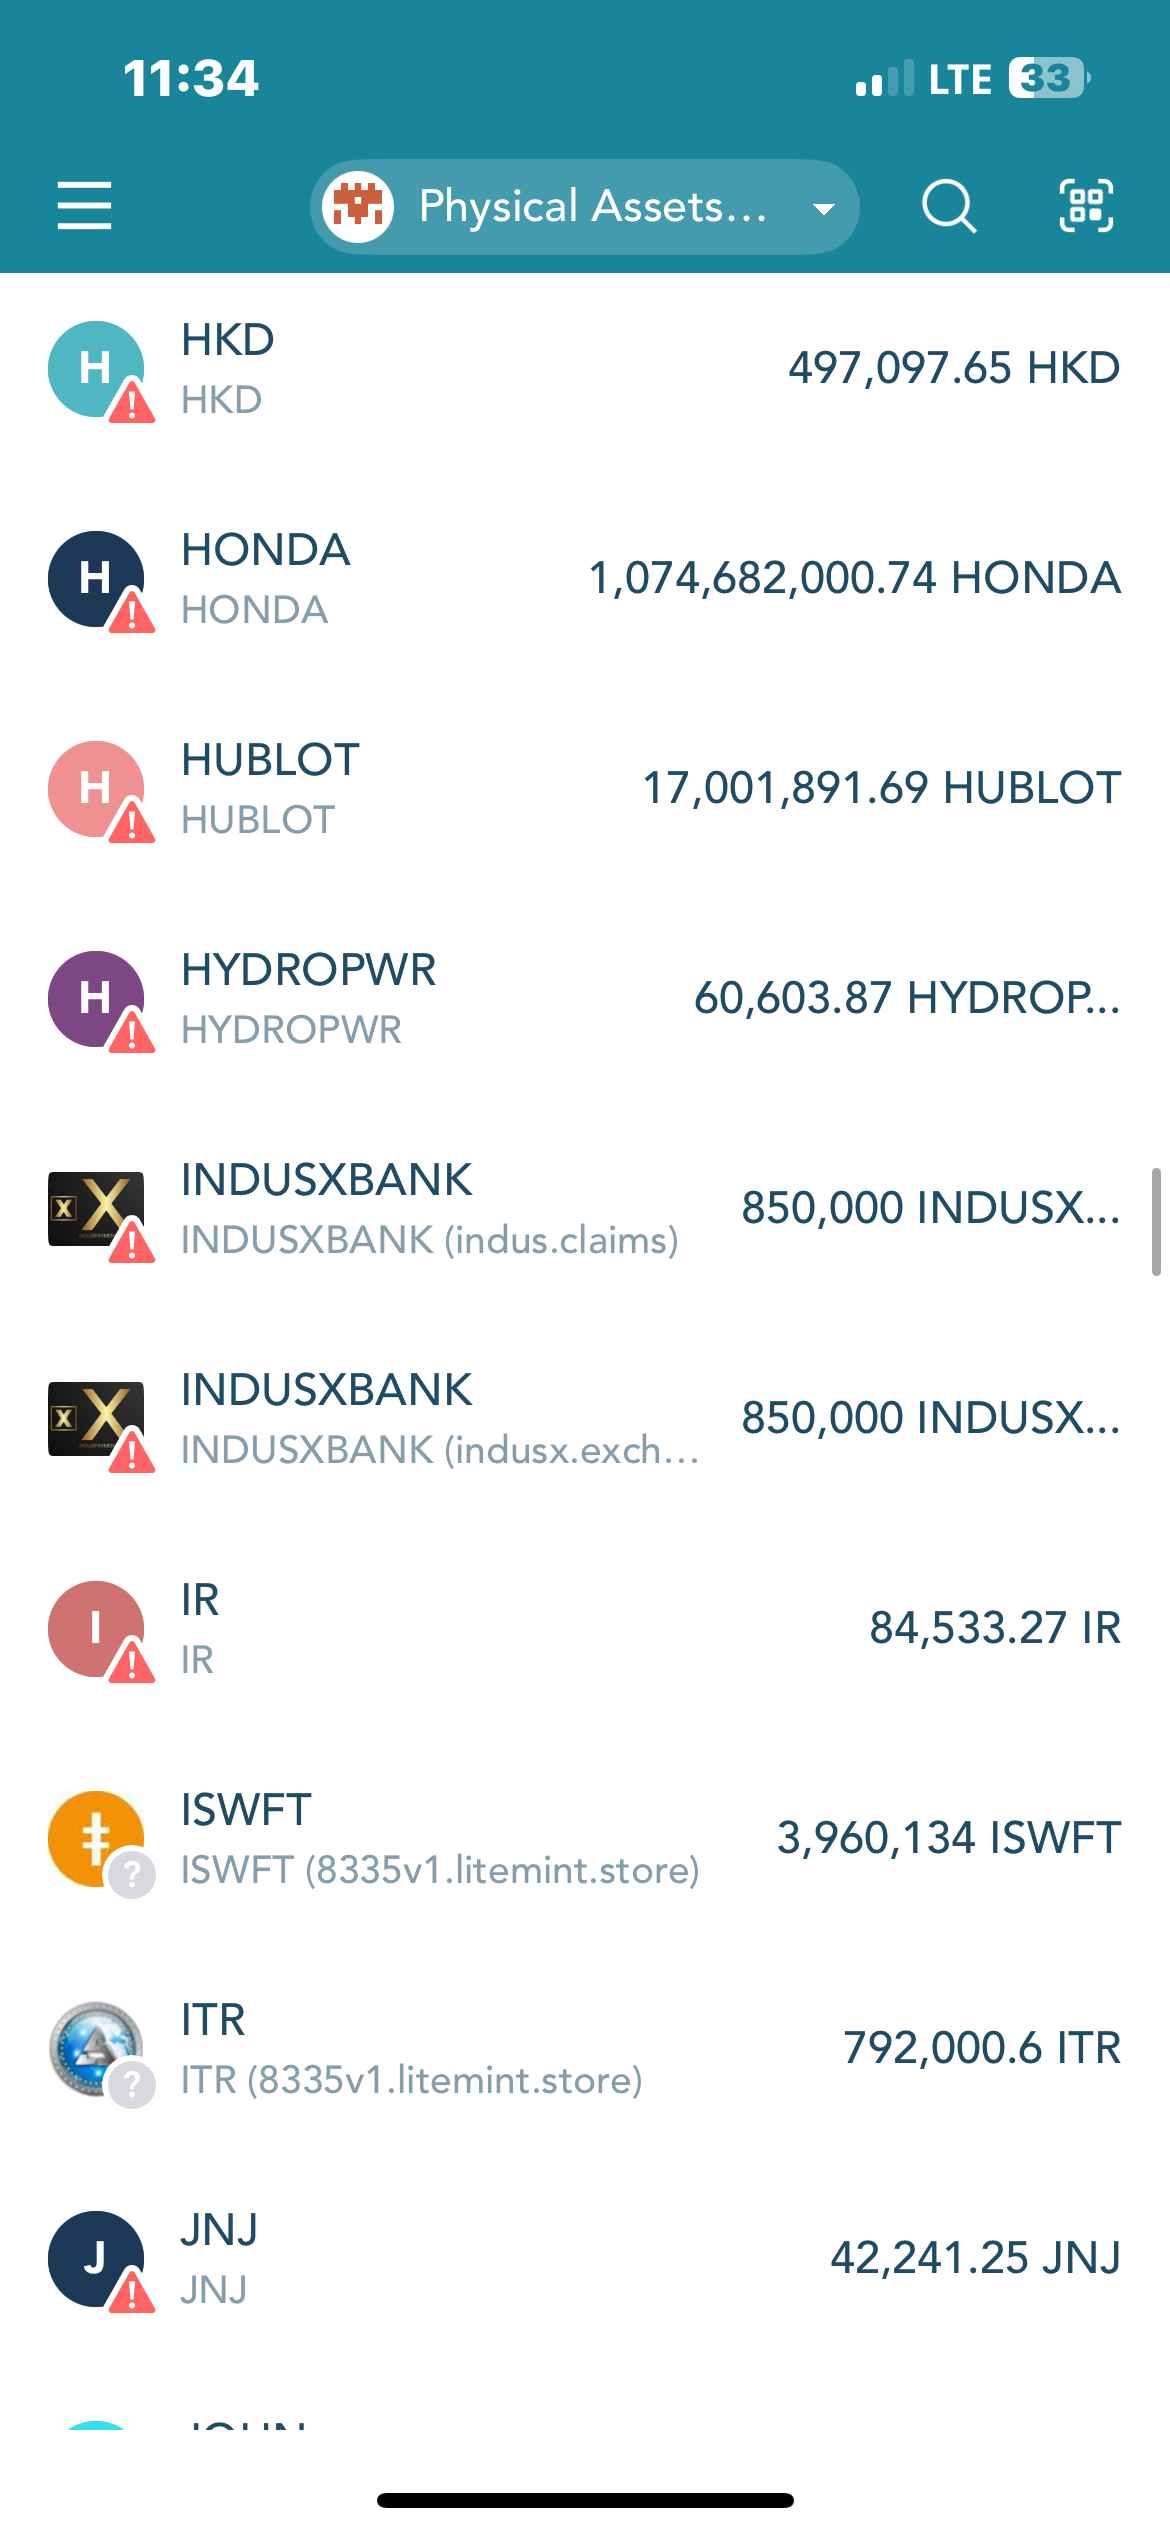 11:34
LTE 33
Physical Assets...
H
HKD
HKD
497,097.65 HKD
H
HONDA
HONDA
1,074,682,000.74 HONDA
H
HUBLOT
HUBLOT
17,001,891.69 HUBLOT
H
HYDROPWR
HYDROPWR
60,603.87 HYDROP...
X X
INDUSXBANK
INDUSXBANK (indus.claims)
850,000 INDUSX...
X X
INDUSXBANK
INDUSXBANK (indusx.exch...
850,000 INDUSX...
I
IR
IR
84,533.27 IR
?
ISWFT
ISWFT (8335v1.litemint.store)
3,960,134 ISWFT
?
ITR
ITR (8335v1.litemint.store)
792,000.6 ITR
J
JNJ
JNJ
42,241.25 JNJ